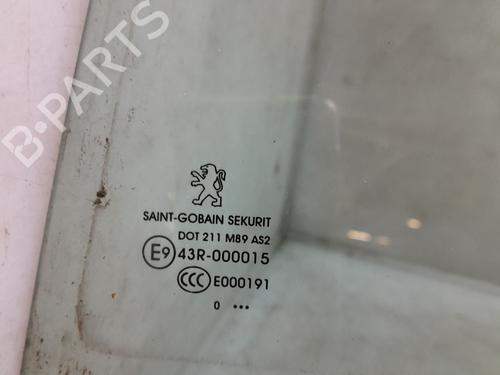 B-PARTS
SAINT-GOBAIN SEKURIT
DOT 211 M89 AS2
E9 43R-000015
CCC E000191
0 ...